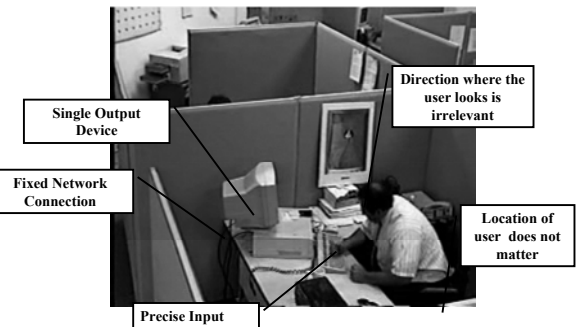 Direction where the
user looks is
irrelevant
Single Output
Device
Fixed Network
Connection
Location of
user does not
matter
Precise Input